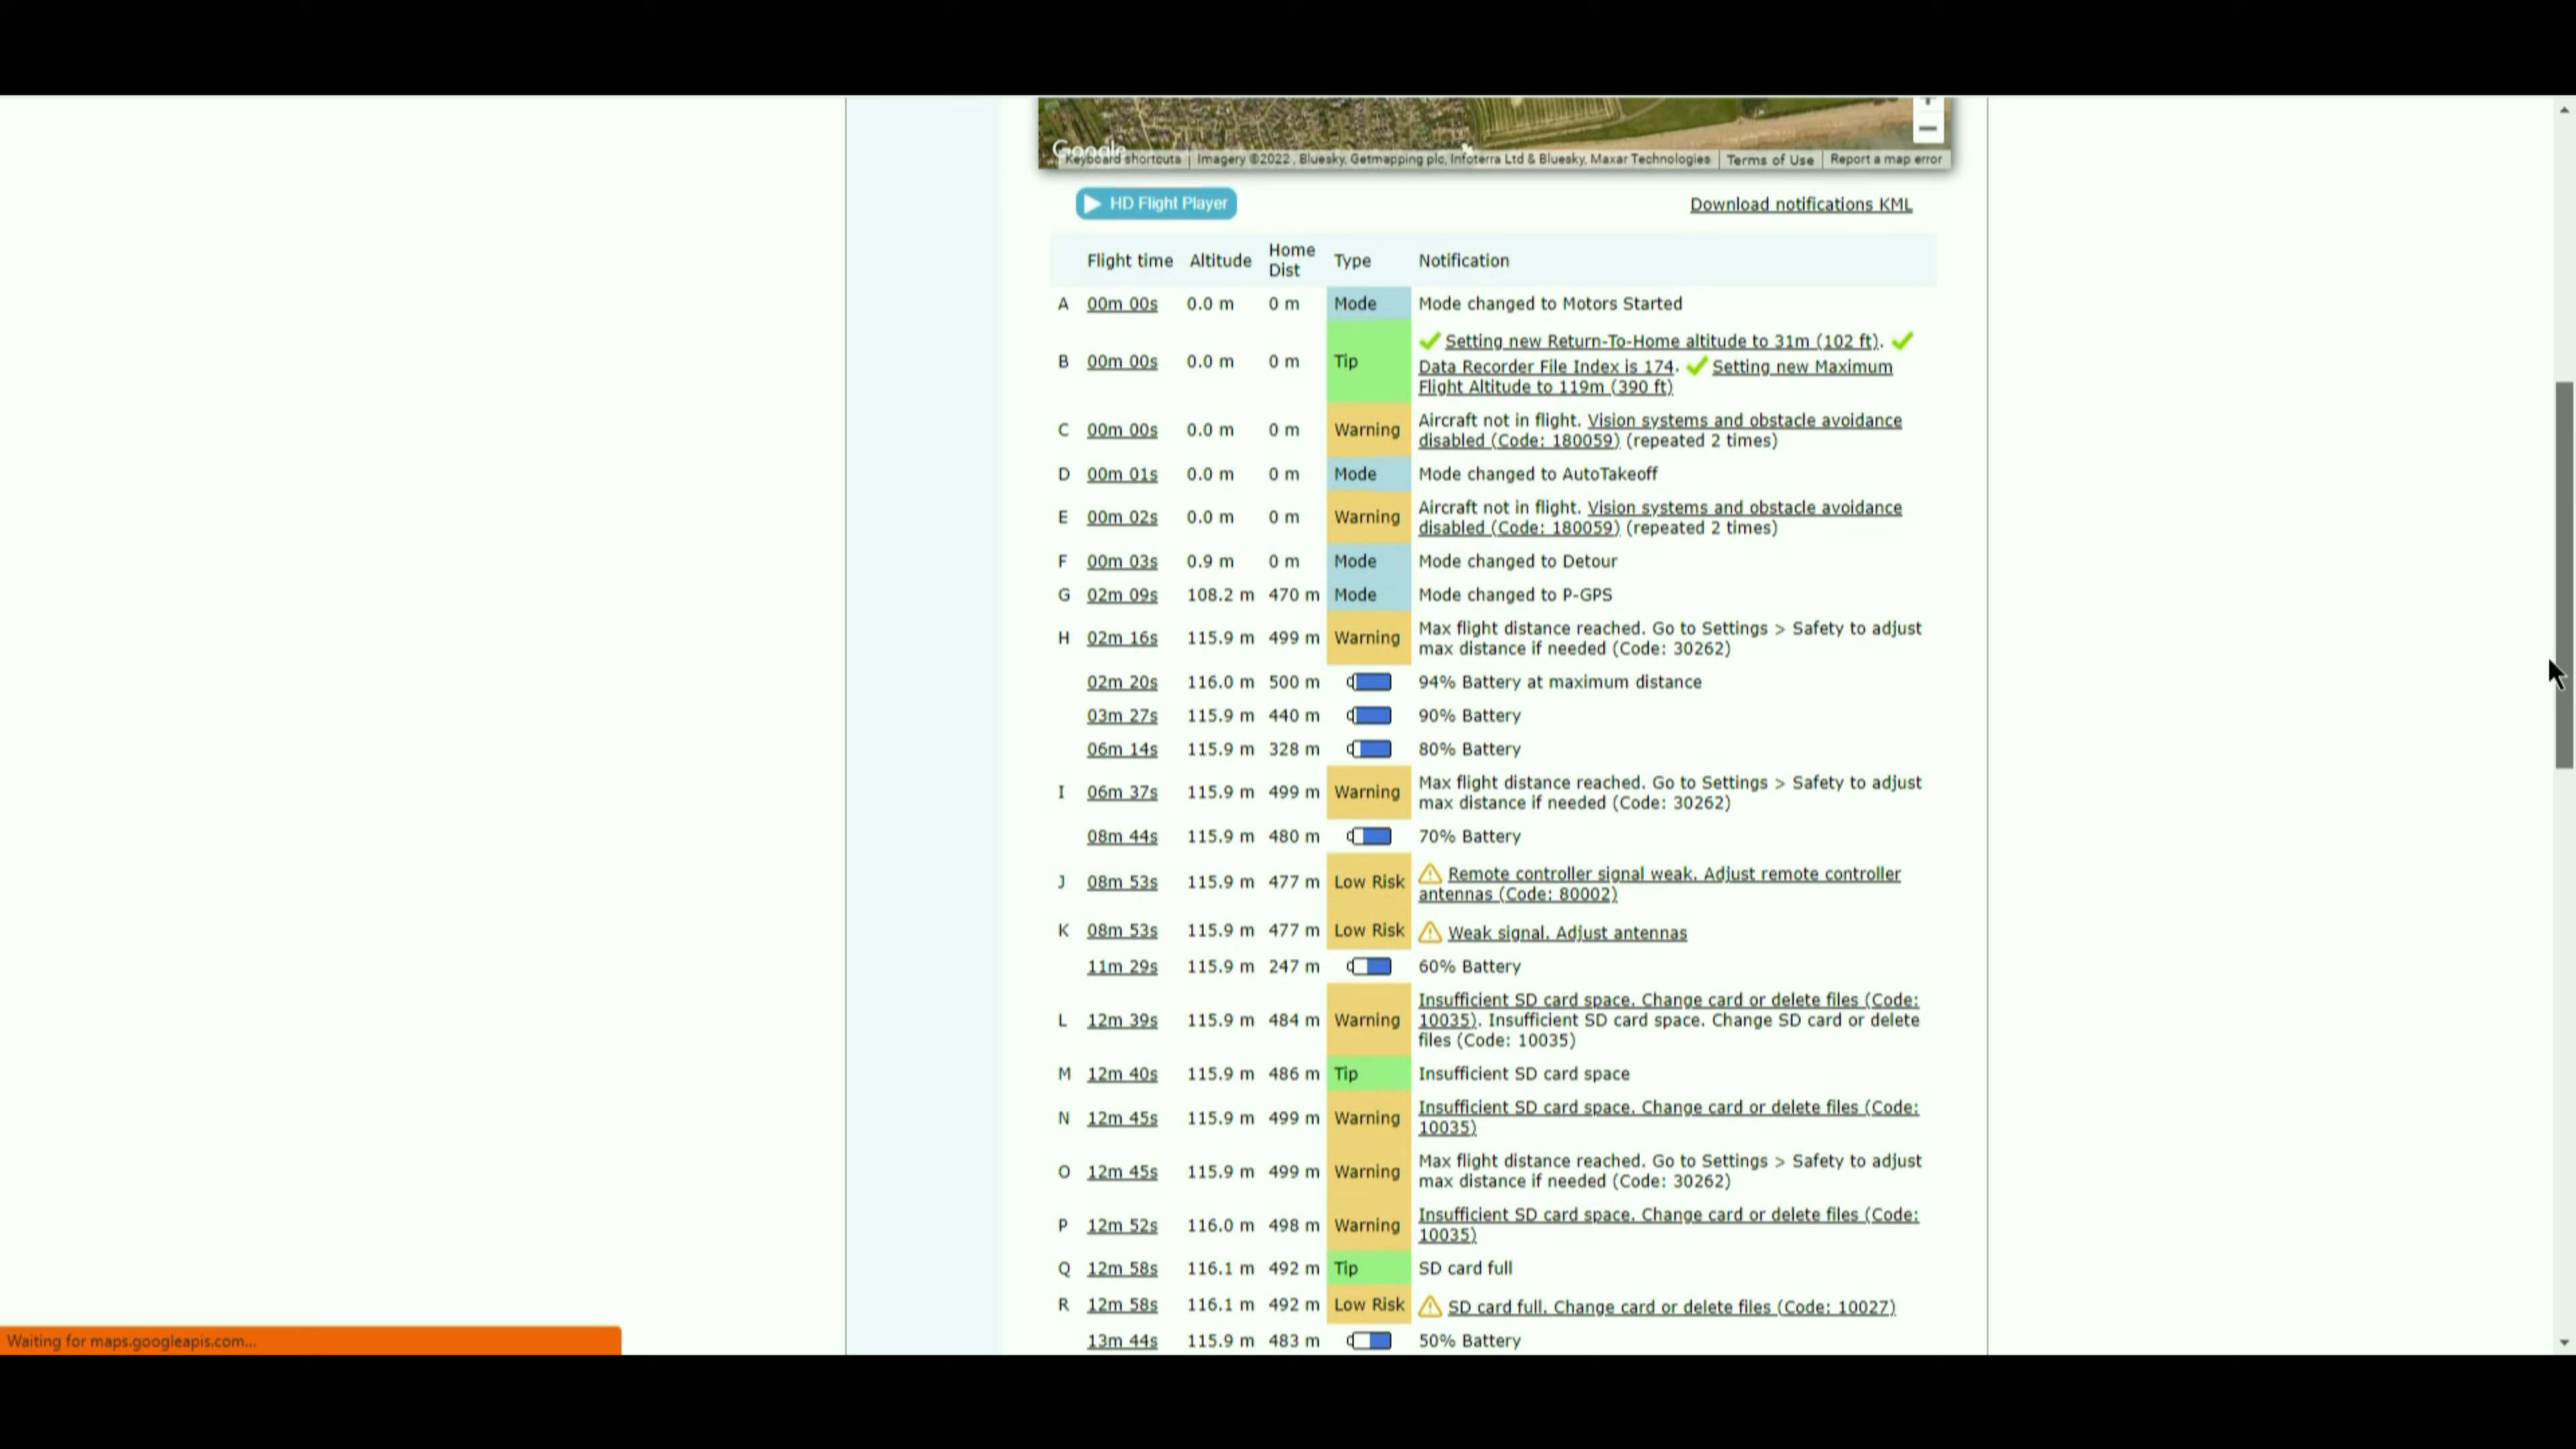 Google
Keyboard shortcuts Imagery ©2022 , Bluesky, Getmapping plc, Infoterra Ltd & Bluesky, Maxar Technologies Terms of Use Report a map error
HD Flight Player Download notifications KML
Flight time Altitude Home Dist Type Notification
A 00m 00s 0.0 m 0 m Mode Mode changed to Motors Started
B 00m 00s 0.0 m 0 m Tip Setting new Return-To-Home altitude to 31m (102 ft).
Data Recorder File Index is 174. Setting new Maximum
Flight Altitude to 119m (390 ft)
C 00m 00s 0.0 m 0 m Warning Aircraft not in flight. Vision systems and obstacle avoidance
disabled (Code: 180059) (repeated 2 times)
D 00m 01s 0.0 m 0 m Mode Mode changed to AutoTakeoff
E 00m 02s 0.0 m 0 m Warning Aircraft not in flight. Vision systems and obstacle avoidance
disabled (Code: 180059) (repeated 2 times)
F 00m 03s 0.9 m 0 m Mode Mode changed to Detour
G 02m 09s 108.2 m 470 m Mode Mode changed to P-GPS
H 02m 16s 115.9 m 499 m Warning Max flight distance reached. Go to Settings > Safety to adjust
max distance if needed (Code: 30262)
02m 20s 116.0 m 500 m 94% Battery at maximum distance
03m 27s 115.9 m 440 m 90% Battery
06m 14s 115.9 m 328 m 80% Battery
I 06m 37s 115.9 m 499 m Warning Max flight distance reached. Go to Settings > Safety to adjust
max distance if needed (Code: 30262)
08m 44s 115.9 m 480 m 70% Battery
J 08m 53s 115.9 m 477 m Low Risk Remote controller signal weak. Adjust remote controller
antennas (Code: 80002)
K 08m 53s 115.9 m 477 m Low Risk Weak signal. Adjust antennas
11m 29s 115.9 m 247 m 60% Battery
L 12m 39s 115.9 m 484 m Warning Insufficient SD card space. Change card or delete files (Code:
10035). Insufficient SD card space. Change SD card or delete
files (Code: 10035)
M 12m 40s 115.9 m 486 m Tip Insufficient SD card space
N 12m 45s 115.9 m 499 m Warning Insufficient SD card space. Change card or delete files (Code:
10035)
O 12m 45s 115.9 m 499 m Warning Max flight distance reached. Go to Settings > Safety to adjust
max distance if needed (Code: 30262)
P 12m 52s 116.0 m 498 m Warning Insufficient SD card space. Change card or delete files (Code:
10035)
Q 12m 58s 116.1 m 492 m Tip SD card full
R 12m 58s 116.1 m 492 m Low Risk SD card full. Change card or delete files (Code: 10027)
13m 44s 115.9 m 483 m 50% Battery
Waiting for maps.googleapis.com...